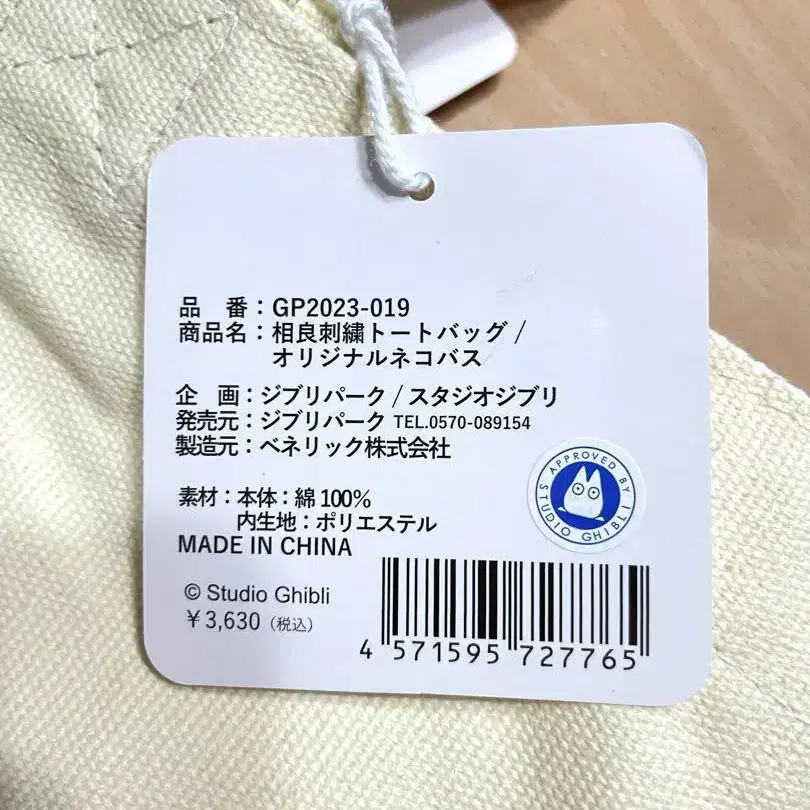 品 番：GP2023-019
商品名：相良刺繍トートバッグ /
オリジナルネコバス
企 画：ジブリパーク / スタジオジブリ
発売元：ジブリパーク TEL.0570-089154
製造元：ベネリック株式会社
APPROVED BY
STUDIO GHIBLI
素材：本体：綿 100%
内生地：ポリエステル
MADE IN CHINA
© Studio Ghibli
¥3,630（税込）
4 571595 727765